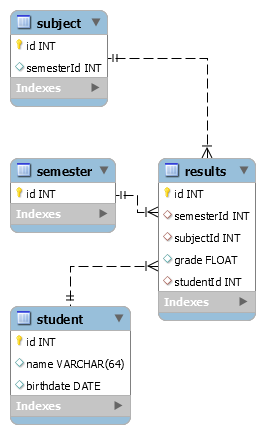 subject
id INT
semesterId INT
Indexes
semester
id INT
Indexes
results
id INT
semesterId INT
subjectId INT
grade FLOAT
studentId INT
Indexes
student
id INT
name VARCHAR(64)
birthdate DATE
Indexes